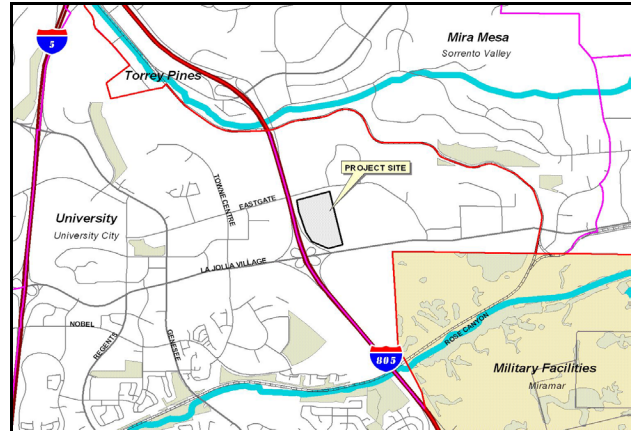 5
Mira Mesa
Sorrento Valley
Torrey Pines
PROJECT SITE
TOWNE CENTRE
EASTGATE
University
University City
LA JOLLA VILLAGE
NOBEL
REGENTS
GENESEE
ROSE CANYON
805
Military Facilities
Miramar